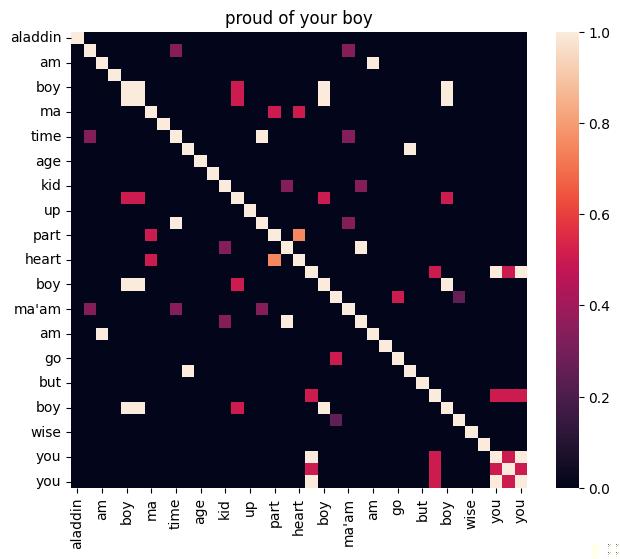 proud of your boy
aladdin
am
boy
ma
time
age
kid
up
part
heart
boy
ma'am
am
go
but
boy
wise
you
you
1.0
0.8
0.6
0.4
0.2
0.0
aladdin
am
boy
ma
time
age
kid
up
part
heart
boy
ma'am
am
go
but
boy
wise
you
you